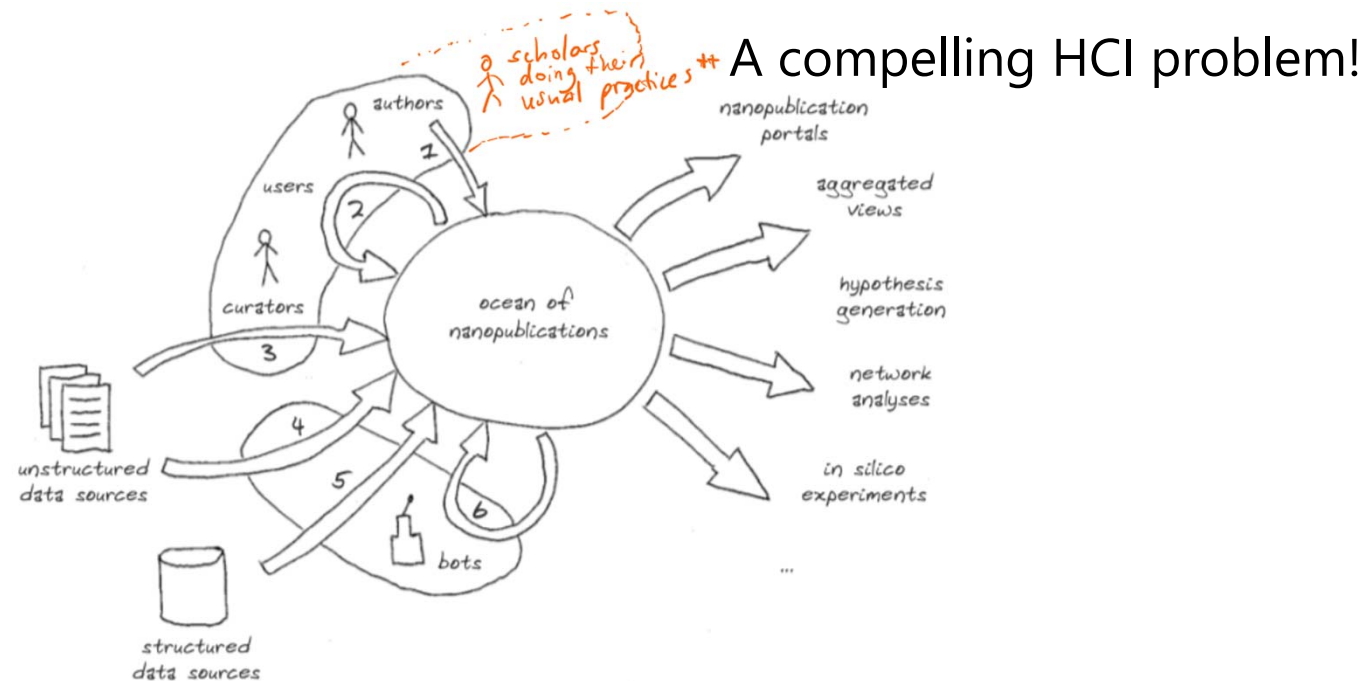 scholars
doing their
usual practices** A compelling HCI problem!
authors
1
users
2
curators
3
ocean of
nanopublications
nanopublication
portals
aggregated
views
hypothesis
generation
network
analyses
in silico
experiments
...
unstructured
data sources
4
5
6
bots
structured
data sources